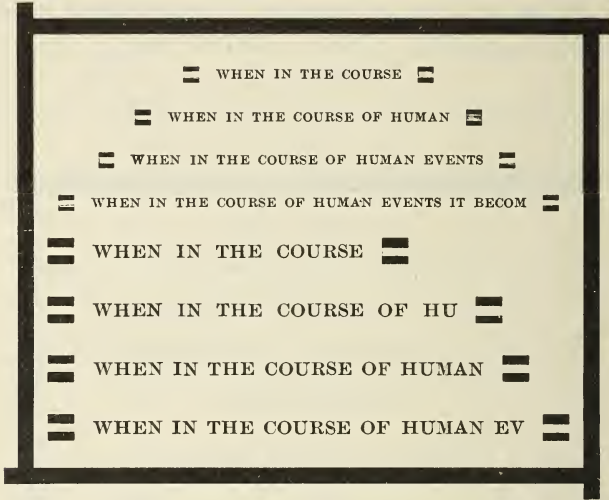 WHEN IN THE COURSE
WHEN IN THE COURSE OF HUMAN
WHEN IN THE COURSE OF HUMAN EVENTS
WHEN IN THE COURSE OF HUMAN EVENTS IT BECOM
WHEN IN THE COURSE
WHEN IN THE COURSE OF HU
WHEN IN THE COURSE OF HUMAN
WHEN IN THE COURSE OF HUMAN EV